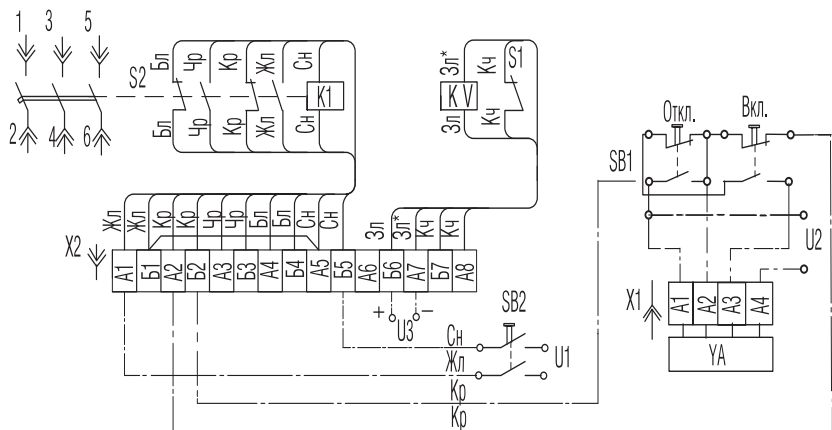 1 3 5
2 4 6
S2
Бл Чр Кр Жл Сн
К1
Бл Чр Кр Жл Сн
Зл* Кч S1
KV
Зл Кч
Откл. Вкл.
SB1
U2
Жл Жл Кр Кр Чр Чр Бл Бл Сн Сн Зл Зл* Кч Кч
X2
А1 Б1 А2 Б2 А3 Б3 А4 Б4 А5 Б5 А6 Б6 А7 Б7 А8
+ U3 −
SB2
Сн
U1
Жл
Кр
Кр
X1
А1 А2 А3 А4
YA